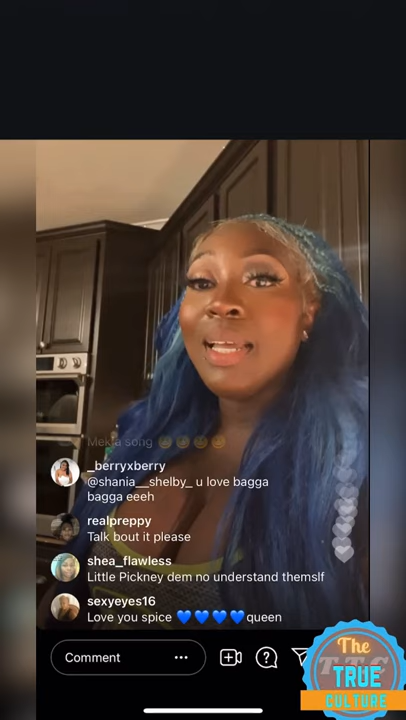 Mek a song 😊😊😊😊
_berryxberry
@shania__shelby_ u love bagga
bagga eeeh
realpreppy
Talk bout it please
shea_flawless
Little Pickney dem no understand themslf
sexyeyes16
Love you spice 💙💙💙💙queen
Comment
The
T.T.C
TRUE
CULTURE